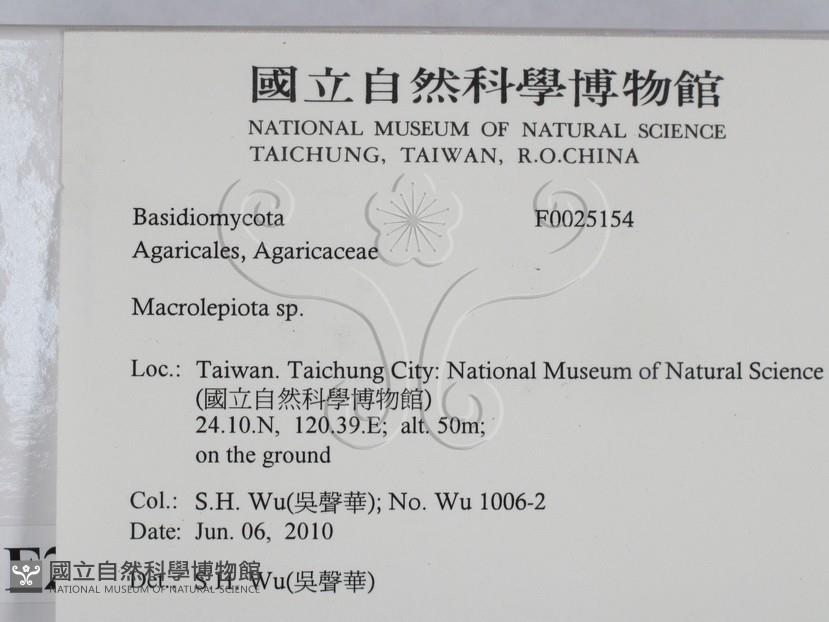 國立自然科學博物館
NATIONAL MUSEUM OF NATURAL SCIENCE
TAICHUNG, TAIWAN, R.O.CHINA
Basidiomycota F0025154
Agaricales, Agaricaceae
Macrolepiota sp.
Loc.: Taiwan. Taichung City: National Museum of Natural Science
(國立自然科學博物館)
24.10.N, 120.39.E; alt. 50m;
on the ground
Col.: S.H. Wu(吳聲華); No. Wu 1006-2
Date: Jun. 06, 2010
Det.: S.H. Wu(吳聲華)
國立自然科學博物館
NATIONAL MUSEUM OF NATURAL SCIENCE